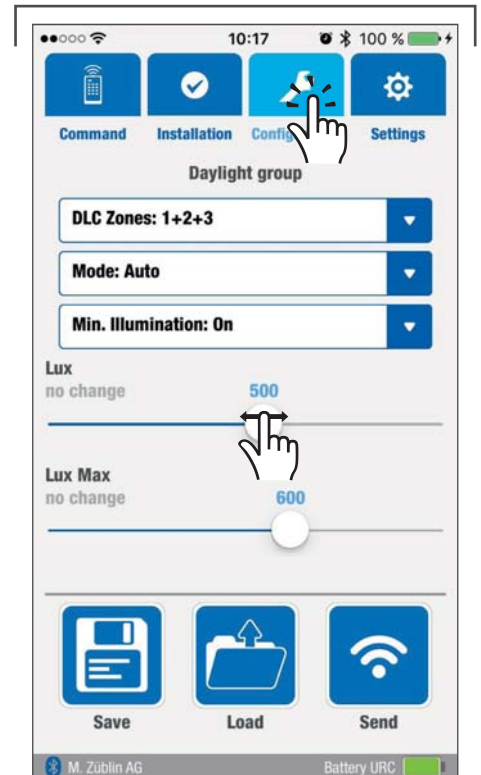 10:17 100 %
Command Installation Settings
Daylight group
DLC Zones: 1+2+3
Mode: Auto
Min. Illumination: On
Lux
no change 500
Lux Max
no change 600
Save Load Send
M. Züblin AG Battery URC